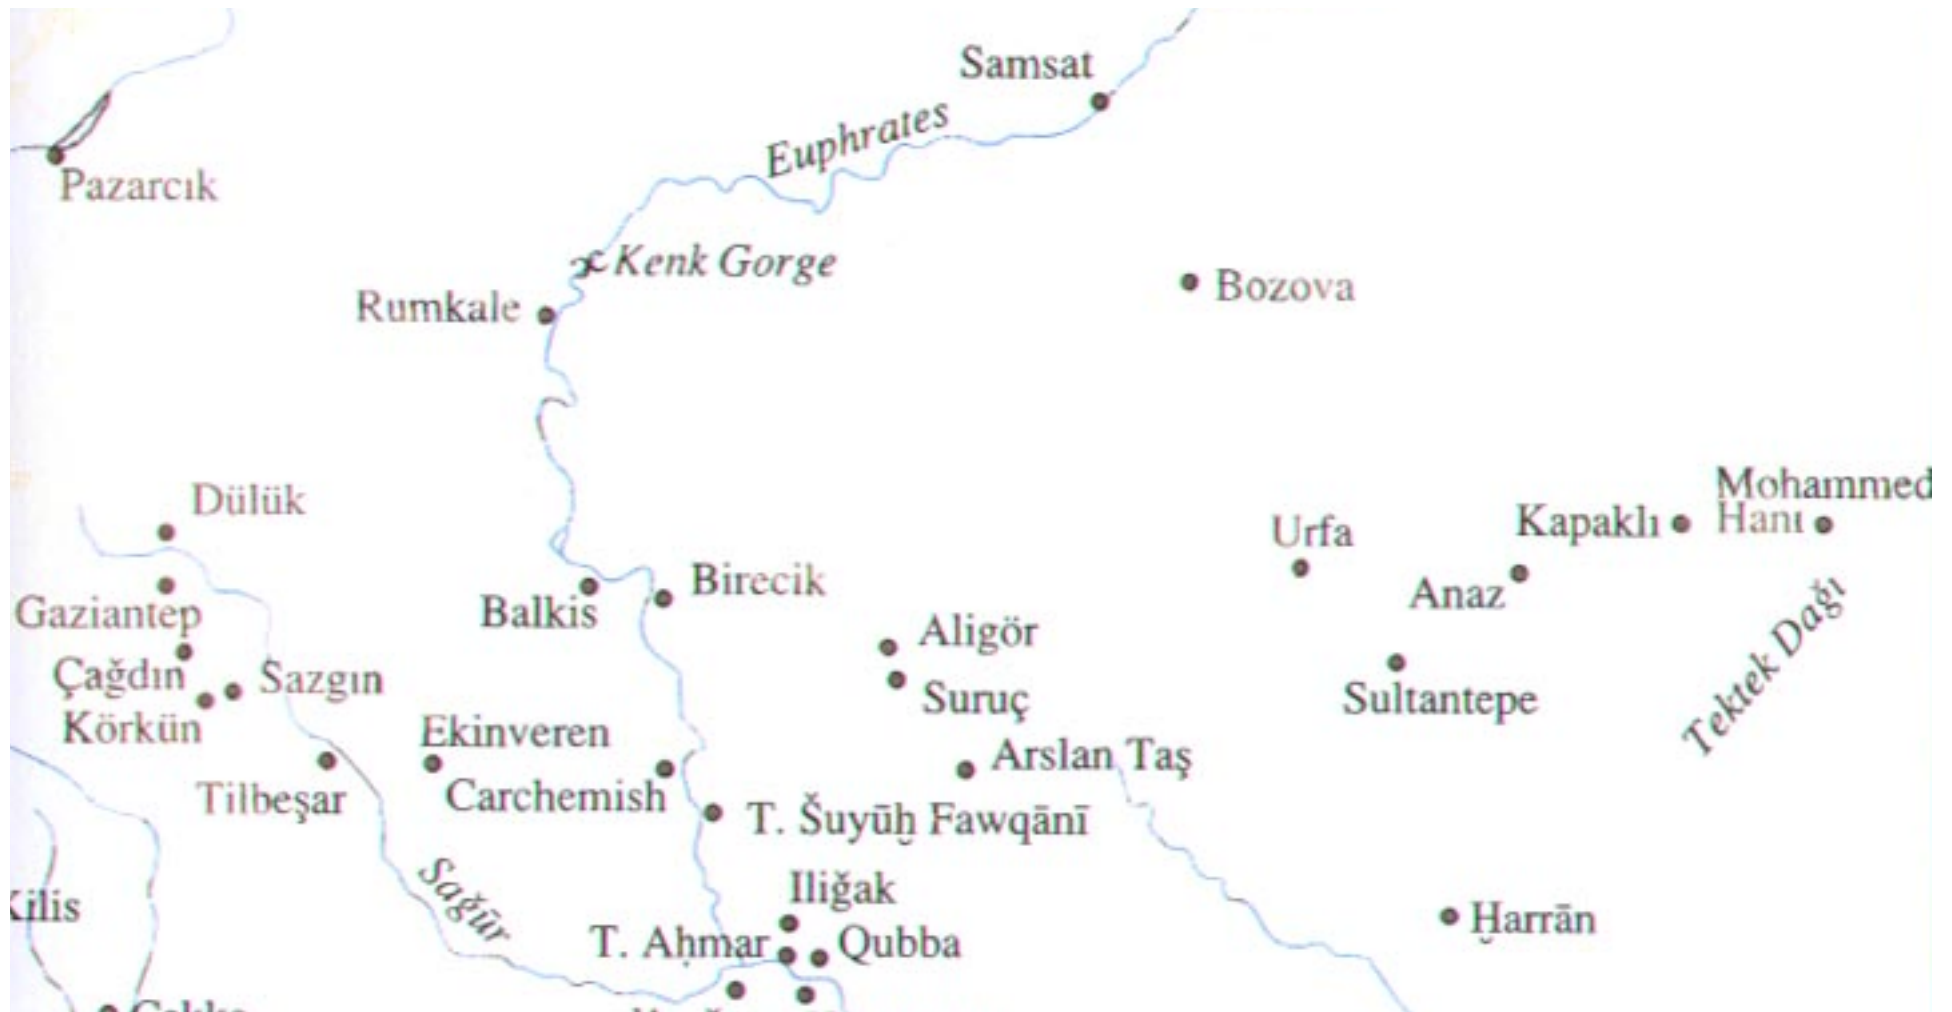 Samsat
Euphrates
Pazarcık
Kenk Gorge
Bozova
Rumkale
Mohammed
Hanı
Dülük
Kapaklı
Urfa
Birecik
Anaz
Balkis
Gaziantep
Aligör
Çağdın
Sazgın
Suruç
Sultantepe
Tektek Dağı
Körkün
Ekinveren
Arslan Taş
Tilbeşar
Carchemish
T. Šuyūḫ Fawqānī
Sağūr
Iliğak
Kilis
Ḫarrān
T. Aḥmar
Qubba